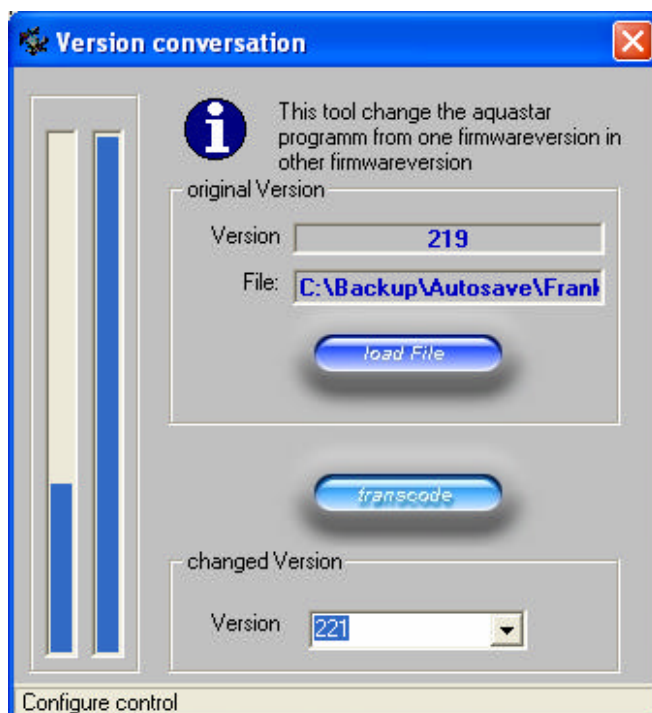 Version conversation
This tool change the aquastar
programm from one firmwareversion in
other firmwareversion
original Version
Version 219
File: C:\Backup\Autosave\Frank
load File
transcode
changed Version
Version 221
Configure control